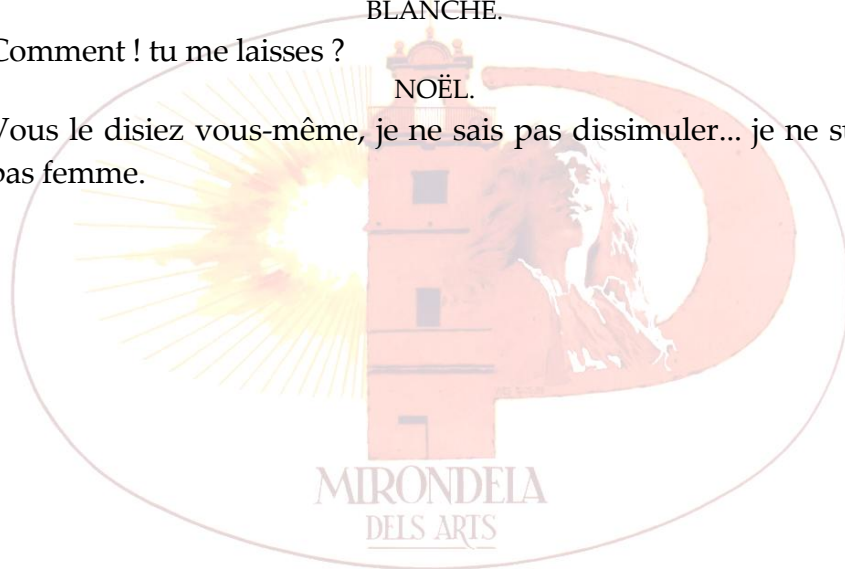 BLANCHE.
Comment ! tu me laisses ?
NOËL.
Vous le disiez vous-même, je ne sais pas dissimuler... je ne
pas femme.
MIRONDELA
DELS ARTS